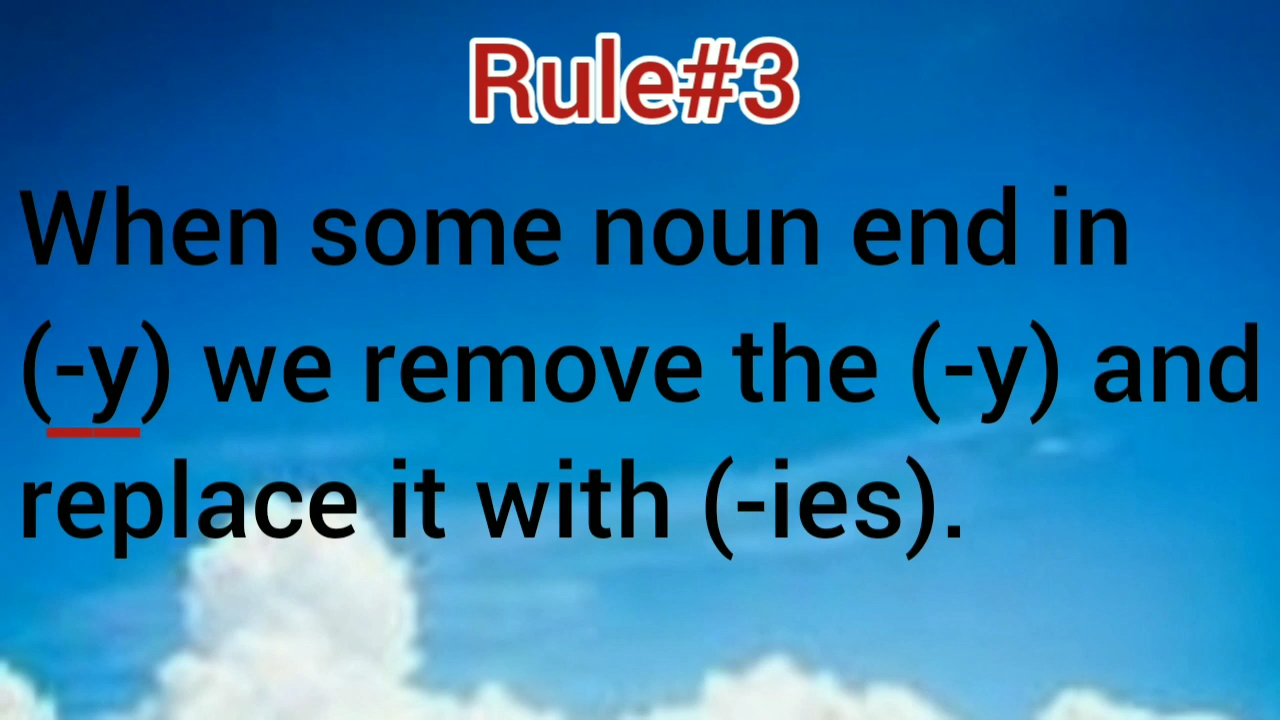 Rule#3
When some noun end in
(-y) we remove the (-y) and
replace it with (-ies).